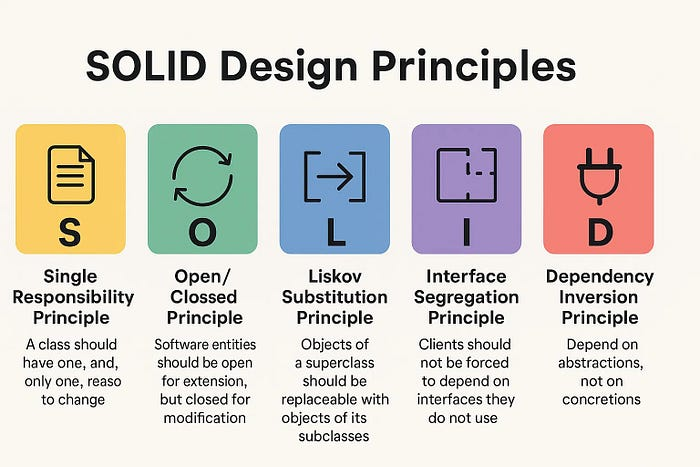 SOLID Design Principles
S
O
L
I
D
Single
Responsibility
Principle
A class should
have one, and,
only one, reaso
to change
Open/
Clossed
Principle
Software entities
should be open
for extension,
but closed for
modification
Liskov
Substitution
Principle
Objects of
a superclass
should be
replaceable with
objects of its
subclasses
Interface
Segregation
Principle
Clients should
not be forced
to depend on
interfaces they
do not use
Dependency
Inversion
Principle
Depend on
abstractions,
not on
concretions